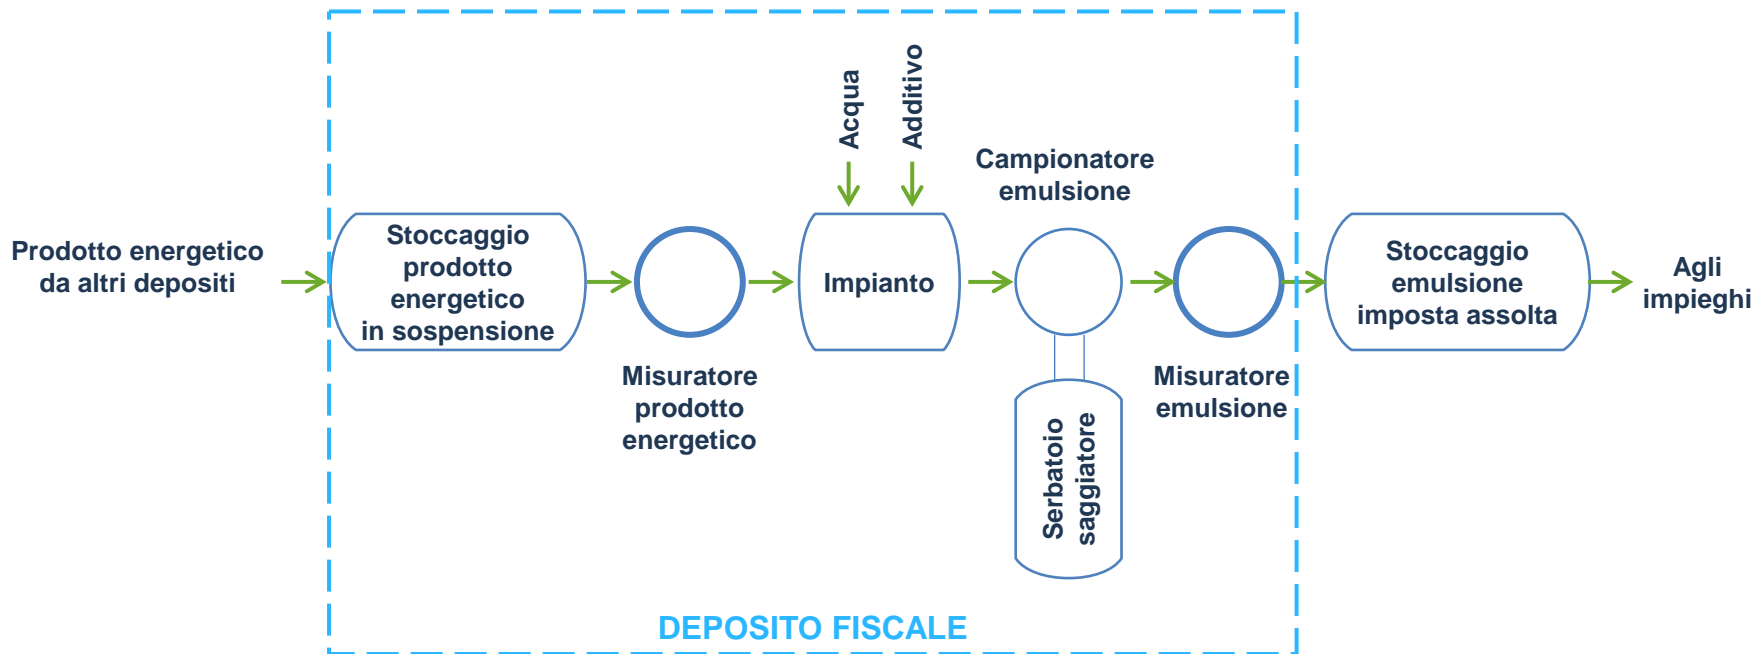 Prodotto energetico
da altri depositi
Stoccaggio
prodotto
energetico
in sospensione
Misuratore
prodotto
energetico
Acqua
Additivo
Impianto
Campionatore
emulsione
Serbatoio
saggiatore
Misuratore
emulsione
Stoccaggio
emulsione
imposta assolta
Agli
impieghi
DEPOSITO FISCALE